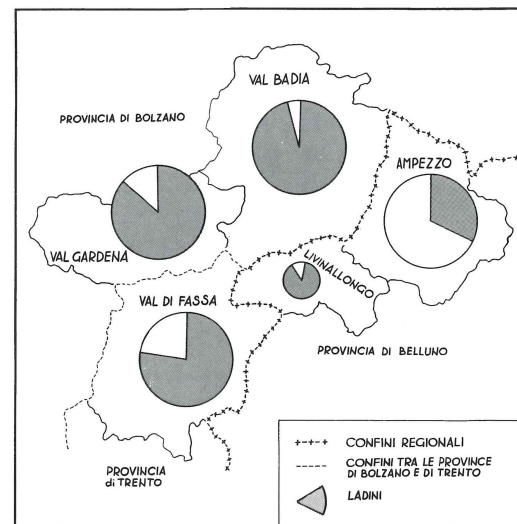 VAL BADIA
PROVINCIA DI BOLZANO
AMPEZZO
VAL GARDENA
LIVINALLONGO
VAL DI FASSA
PROVINCIA DI BELLUNO
PROVINCIA
di TRENTO
CONFINI REGIONALI
CONFINI TRA LE PROVINCE
DI BOLZANO E DI TRENTO
LADINI